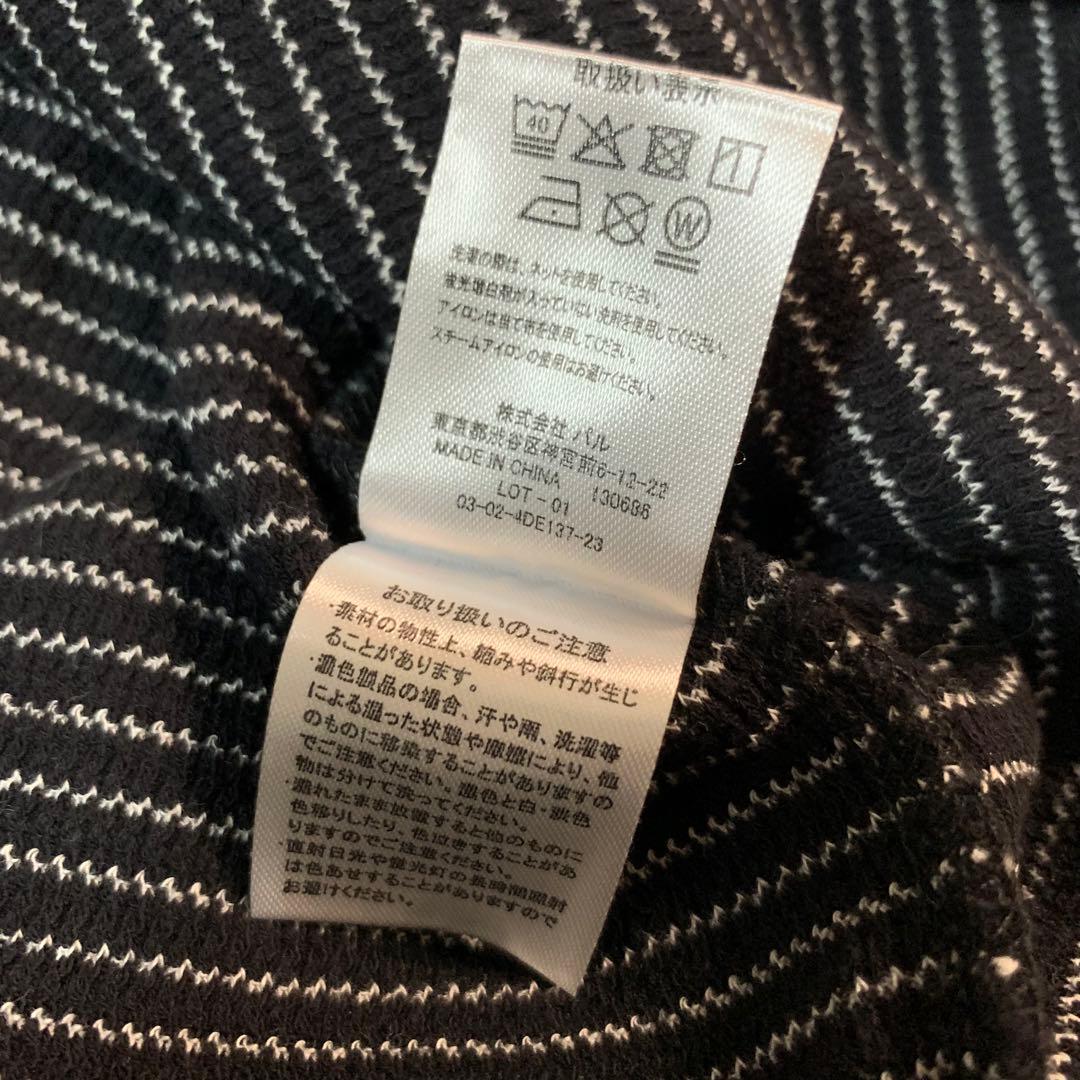 取扱い表示
40
W
洗濯の際は、ネットを使用してください。
蛍光増白剤が入っていない洗剤を使用してください。
アイロンは当て布を使用してください。
スチームアイロンの使用はお避けください。
株式会社 パル
東京都渋谷区神宮前6-12-22
MADE IN CHINA 130686
LOT - 01
03-02-4DE137-23
お取り扱いのご注意
・素材の物性上、縮みや斜行が生じ
ることがあります。
・濃色製品の場合、汗や雨、洗濯等
による湿った状態や摩擦により、他
のものに移染することがありますの
でご注意ください。濃色と白・淡色
物は分けて洗ってください。
・濡れたまま放置すると他のものに
色移りしたり、色泣きすることがあ
りますのでご注意ください。
・直射日光や蛍光灯の長時間照射
は色あせすることがありますので
お避けください。